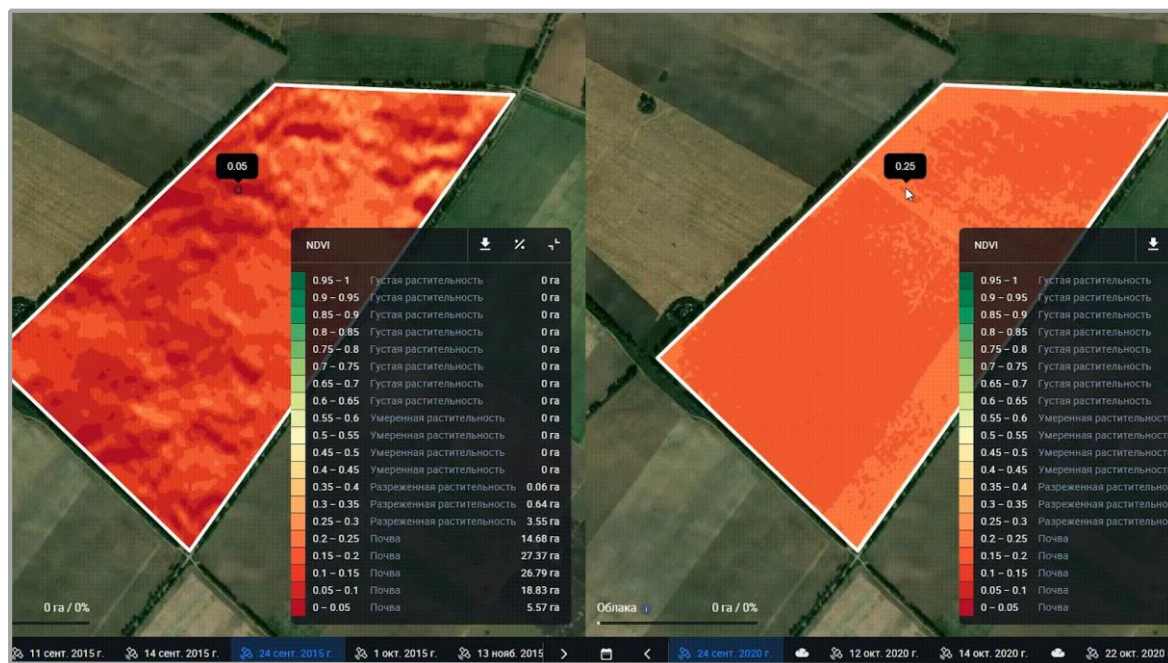 0.05
NDVI
0.95 – 1 Густая растительность 0 га
0.9 – 0.95 Густая растительность 0 га
0.85 – 0.9 Густая растительность 0 га
0.8 – 0.85 Густая растительность 0 га
0.75 – 0.8 Густая растительность 0 га
0.7 – 0.75 Густая растительность 0 га
0.65 – 0.7 Густая растительность 0 га
0.6 – 0.65 Густая растительность 0 га
0.55 – 0.6 Умеренная растительность 0 га
0.5 – 0.55 Умеренная растительность 0 га
0.45 – 0.5 Умеренная растительность 0 га
0.4 – 0.45 Умеренная растительность 0 га
0.35 – 0.4 Разреженная растительность 0.06 га
0.3 – 0.35 Разреженная растительность 0.64 га
0.25 – 0.3 Разреженная растительность 3.55 га
0.2 – 0.25 Почва 14.68 га
0.15 – 0.2 Почва 27.37 га
0.1 – 0.15 Почва 26.79 га
0.05 – 0.1 Почва 18.83 га
0 – 0.05 Почва 5.57 га
0 га / 0%
11 сент. 2015 г. 14 сент. 2015 г. 24 сент. 2015 г. 1 окт. 2015 г. 13 нояб. 2015
0.25
NDVI
0.95 – 1 Густая растительность
0.9 – 0.95 Густая растительность
0.85 – 0.9 Густая растительность
0.8 – 0.85 Густая растительность
0.75 – 0.8 Густая растительность
0.7 – 0.75 Густая растительность
0.65 – 0.7 Густая растительность
0.6 – 0.65 Густая растительность
0.55 – 0.6 Умеренная растительность
0.5 – 0.55 Умеренная растительность
0.45 – 0.5 Умеренная растительность
0.4 – 0.45 Умеренная растительность
0.35 – 0.4 Разреженная растительно
0.3 – 0.35 Разреженная растительно
0.25 – 0.3 Разреженная растительно
0.2 – 0.25 Почва
0.15 – 0.2 Почва
0.1 – 0.15 Почва
0.05 – 0.1 Почва
0 – 0.05 Почва
Облака 0 га / 0%
24 сент. 2020 г. 12 окт. 2020 г. 14 окт. 2020 г. 22 окт. 2020